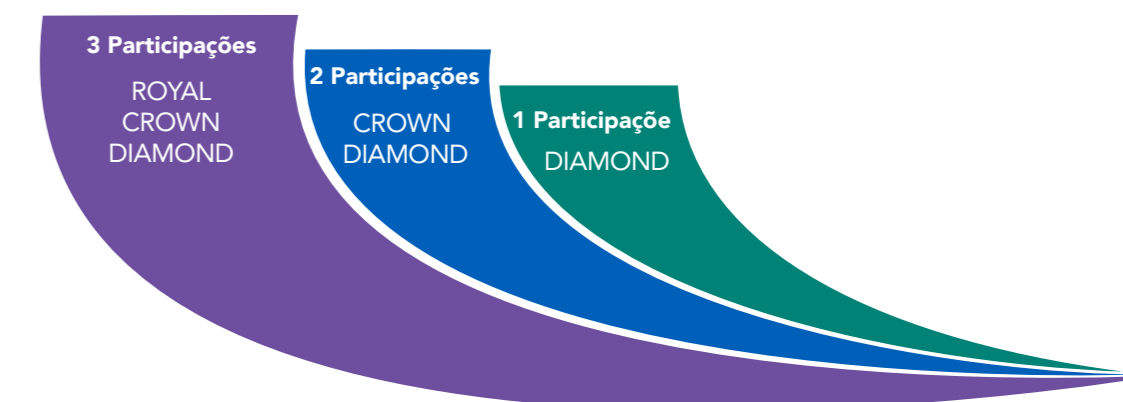 3 Participações
ROYAL
CROWN
DIAMOND
2 Participações
CROWN
DIAMOND
1 Participaçõe
DIAMOND